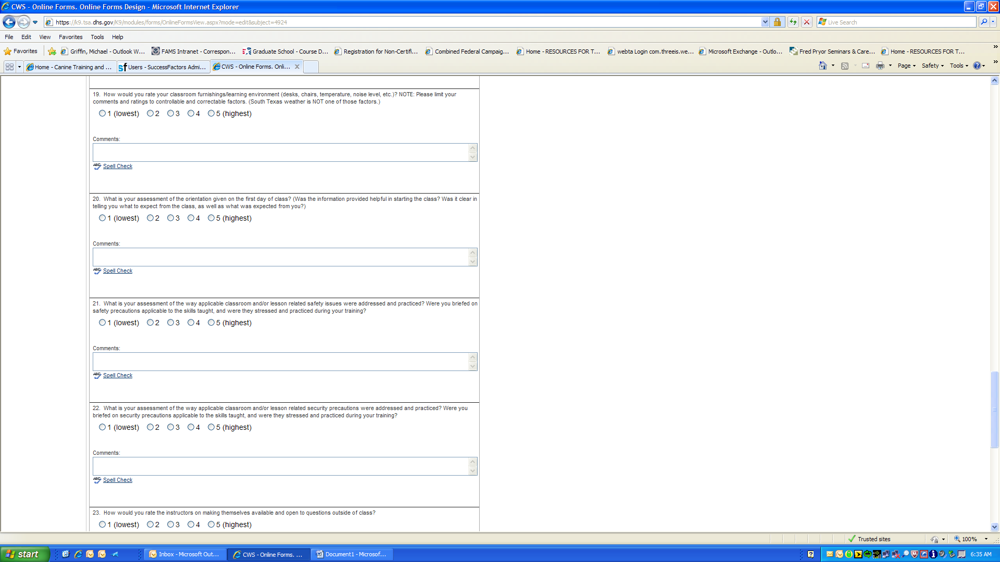 CWS - Online Forms. Online Forms Design - Microsoft Internet Explorer
https://k9.tsa.dhs.gov/K9/modules/forms/OnlineFormsView.aspx?mode=edit&subject=4924
Live Search
File Edit View Favorites Tools Help
Favorites Griffin, Michael - Outlook W... FAMS Intranet - Correspon... Graduate School - Course D... Registration for Non-Certifi... Combined Federal Campaig... Home - RESOURCES FOR T... webta Login com.threeis.we... Microsoft Exchange - Outlo... Fred Pryor Seminars & Care... Home - RESOURCES FOR T...
Home - Canine Training and ... Users - SuccessFactors Admi... CWS - Online Forms. Onli... Page Safety Tools
19. How would you rate your classroom furnishings/learning environment (desks, chairs, temperature, noise level, etc.)? NOTE: Please limit your
comments and ratings to controllable and correctable factors. (South Texas weather is NOT one of those factors.)
1 (lowest) 2 3 4 5 (highest)
Comments:
ABC Spell Check
20. What is your assessment of the orientation given on the first day of class? (Was the information provided helpful in starting the class? Was it clear in
telling you what to expect from the class, as well as what was expected from you?)
1 (lowest) 2 3 4 5 (highest)
Comments:
ABC Spell Check
21. What is your assessment of the way applicable classroom and/or lesson related safety issues were addressed and practiced? Were you briefed on
safety precautions applicable to the skills taught, and were they stressed and practiced during your training?
1 (lowest) 2 3 4 5 (highest)
Comments:
ABC Spell Check
22. What is your assessment of the way applicable classroom and/or lesson related security precautions were addressed and practiced? Were you
briefed on security precautions applicable to the skills taught, and were they stressed and practiced during your training?
1 (lowest) 2 3 4 5 (highest)
Comments:
ABC Spell Check
23. How would you rate the instructors on making themselves available and open to questions outside of class?
1 (lowest) 2 3 4 5 (highest)
Trusted sites 100%
start Inbox - Microsoft Out... CWS - Online Forms. ... Document1 - Microsof... 6:35 AM